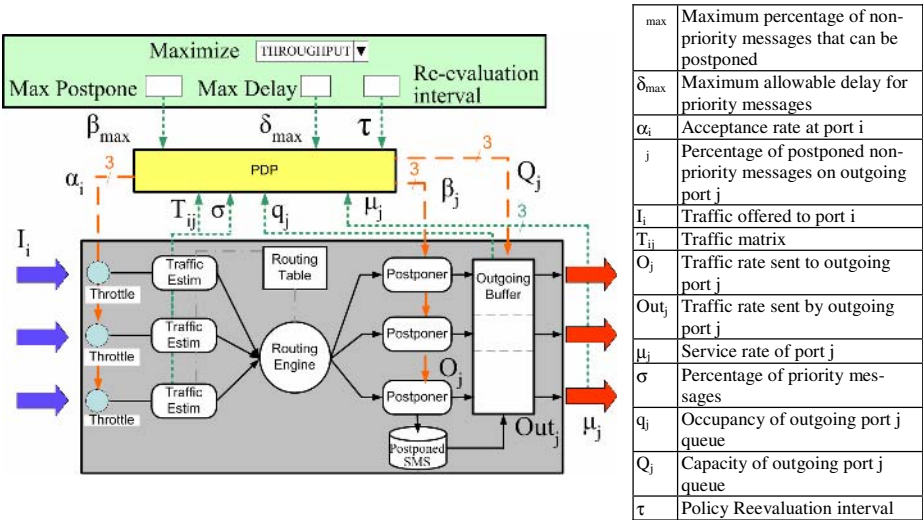 Maximize THROUGHPUT
Max Postpone
Max Delay
Re-evaluation
interval
βmax
δmax
τ
3
3
3
αi
PDP
Qj
βj
Tij
σ
qj
μj
3
Ii
Throttle
Throttle
Throttle
Traffic
Estim
Traffic
Estim
Traffic
Estim
Routing
Table
Routing
Engine
Postponer
Postponer
Postponer
Oj
Outgoing
Buffer
Outj
Postponed
SMS
μj
max Maximum percentage of non-
priority messages that can be
postponed
δmax Maximum allowable delay for
priority messages
αi Acceptance rate at port i
j Percentage of postponed non-
priority messages on outgoing
port j
Ii Traffic offered to port i
Tij Traffic matrix
Oj Traffic rate sent to outgoing
port j
Outj Traffic rate sent by outgoing
port j
μj Service rate of port j
σ Percentage of priority mes-
sages
qj Occupancy of outgoing port j
queue
Qj Capacity of outgoing port j
queue
τ Policy Reevaluation interval